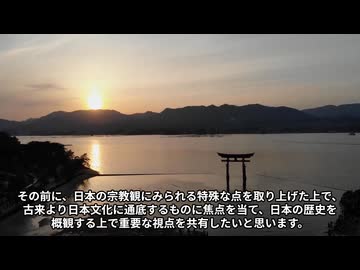 その前に、日本の宗教観にみられる特殊な点を取り上げた上で、
古来より日本文化に通底するものに焦点を当て、日本の歴史を
概観する上で重要な視点を共有したいと思います。